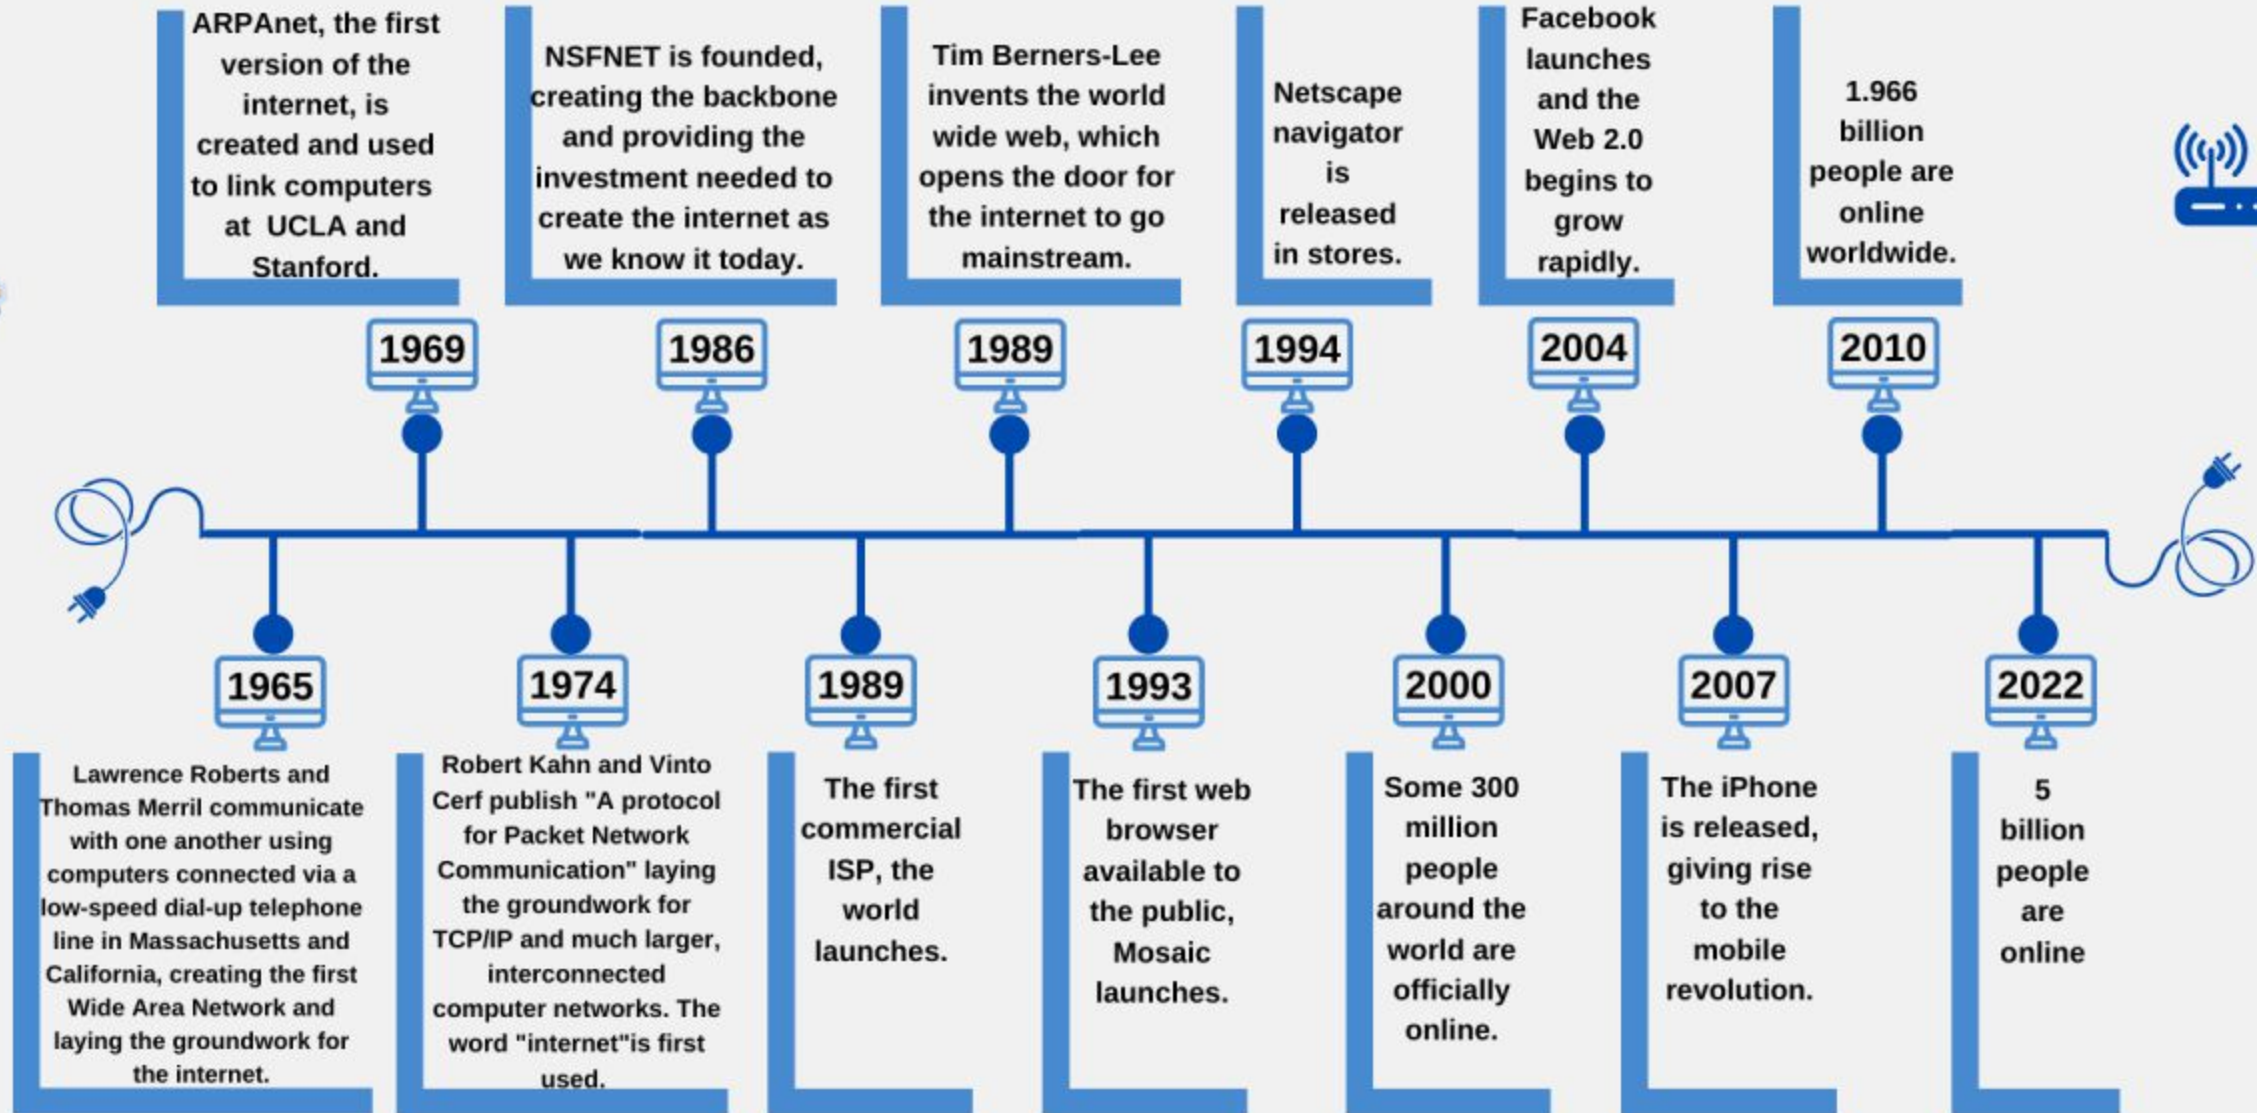 ARPAnet, the first
version of the
internet, is
created and used
to link computers
at UCLA and
Stanford.
1969
NSFNET is founded,
creating the backbone
and providing the
investment needed to
create the internet as
we know it today.
1986
Tim Berners-Lee
invents the world
wide web, which
opens the door for
the internet to go
mainstream.
1989
Netscape
navigator
is
released
in stores.
1994
Facebook
launches
and the
Web 2.0
begins to
grow
rapidly.
2004
1.966
billion
people are
online
worldwide.
2010
1965
Lawrence Roberts and
Thomas Merril communicate
with one another using
computers connected via a
low-speed dial-up telephone
line in Massachusetts and
California, creating the first
Wide Area Network and
laying the groundwork for
the internet.
1974
Robert Kahn and Vinto
Cerf publish "A protocol
for Packet Network
Communication" laying
the groundwork for
TCP/IP and much larger,
interconnected
computer networks. The
word "internet"is first
used.
1989
The first
commercial
ISP, the
world
launches.
1993
The first web
browser
available to
the public,
Mosaic
launches.
2000
Some 300
million
people
around the
world are
officially
online.
2007
The iPhone
is released,
giving rise
to the
mobile
revolution.
2022
5
billion
people
are
online